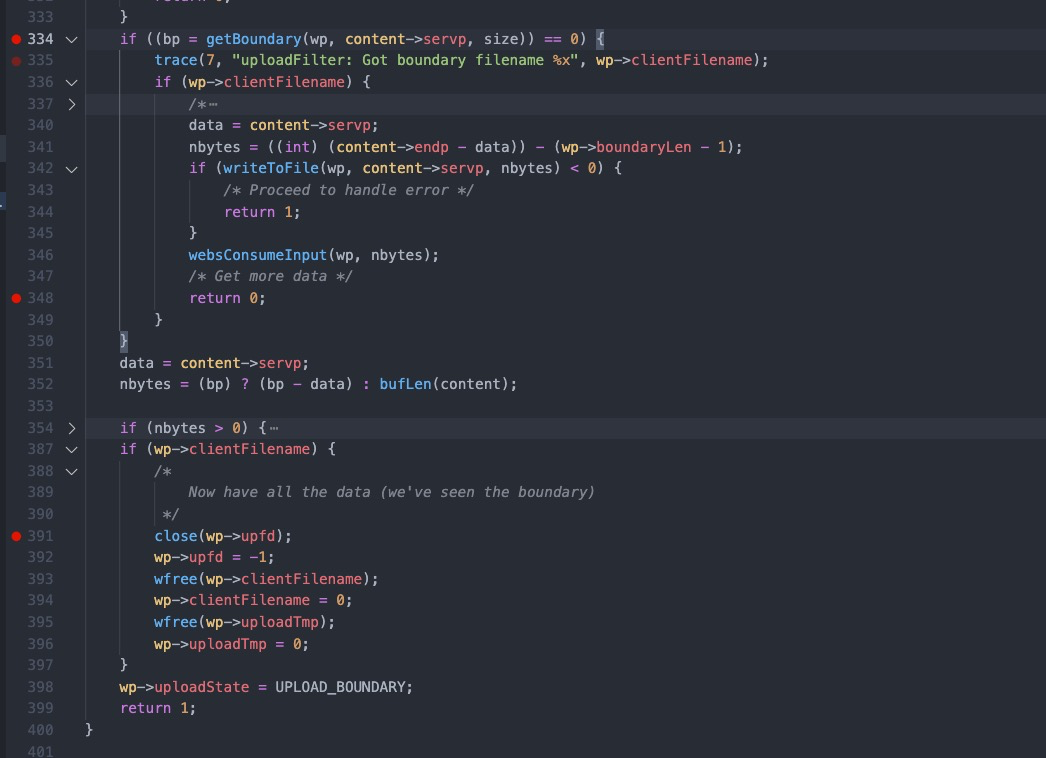 333 }
334 if ((bp = getBoundary(wp, content->servp, size)) == 0) {
335 trace(7, "uploadFilter: Got boundary filename %x", wp->clientFilename);
336 if (wp->clientFilename) {
337 /*⋯
340 data = content->servp;
341 nbytes = ((int) (content->endp - data)) - (wp->boundaryLen - 1);
342 if (writeToFile(wp, content->servp, nbytes) < 0) {
343 /* Proceed to handle error */
344 return 1;
345 }
346 websConsumeInput(wp, nbytes);
347 /* Get more data */
348 return 0;
349 }
350 }
351 data = content->servp;
352 nbytes = (bp) ? (bp - data) : bufLen(content);
353
354 if (nbytes > 0) {⋯
387 if (wp->clientFilename) {
388 /*
389 Now have all the data (we've seen the boundary)
390 */
391 close(wp->upfd);
392 wp->upfd = -1;
393 wfree(wp->clientFilename);
394 wp->clientFilename = 0;
395 wfree(wp->uploadTmp);
396 wp->uploadTmp = 0;
397 }
398 wp->uploadState = UPLOAD_BOUNDARY;
399 return 1;
400 }
401